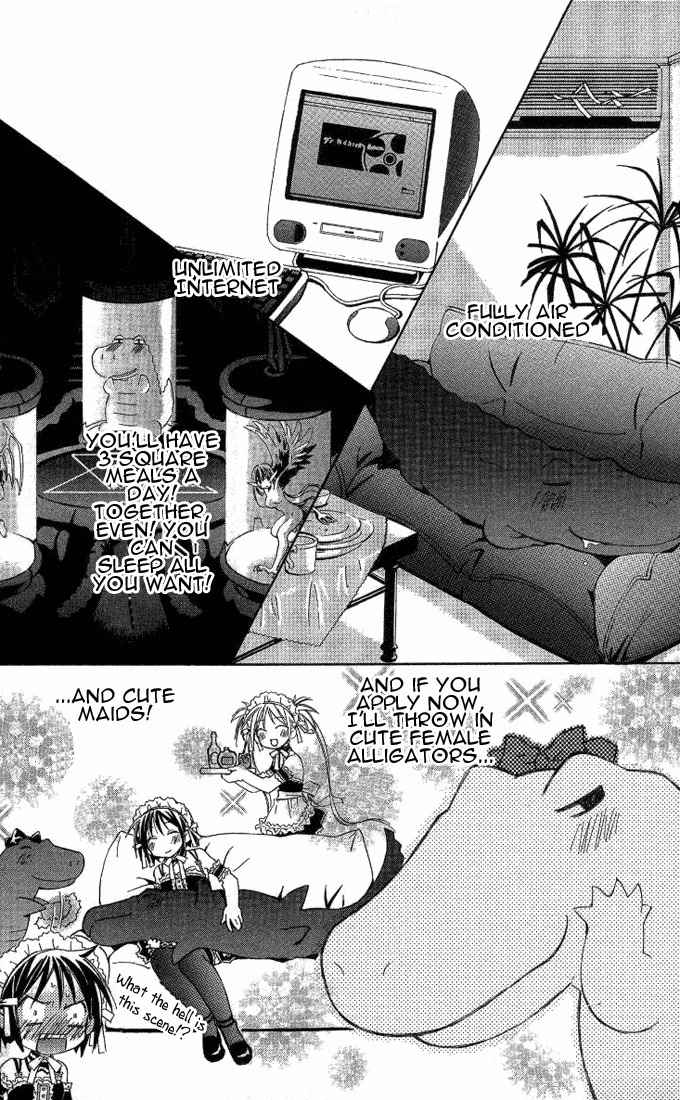 UNLIMITED
INTERNET
FULLY AIR
CONDITIONED
YOU'LL HAVE
3 SQUARE
MEALS A
DAY!
TOGETHER,
EVEN! YOU
CAN
SLEEP ALL
YOU WANT!
AND IF YOU
APPLY NOW,
I'LL THROW IN
CUTE FEMALE
ALLIGATORS...
...AND CUTE
MAIDS!
What the hell is
this scene!?